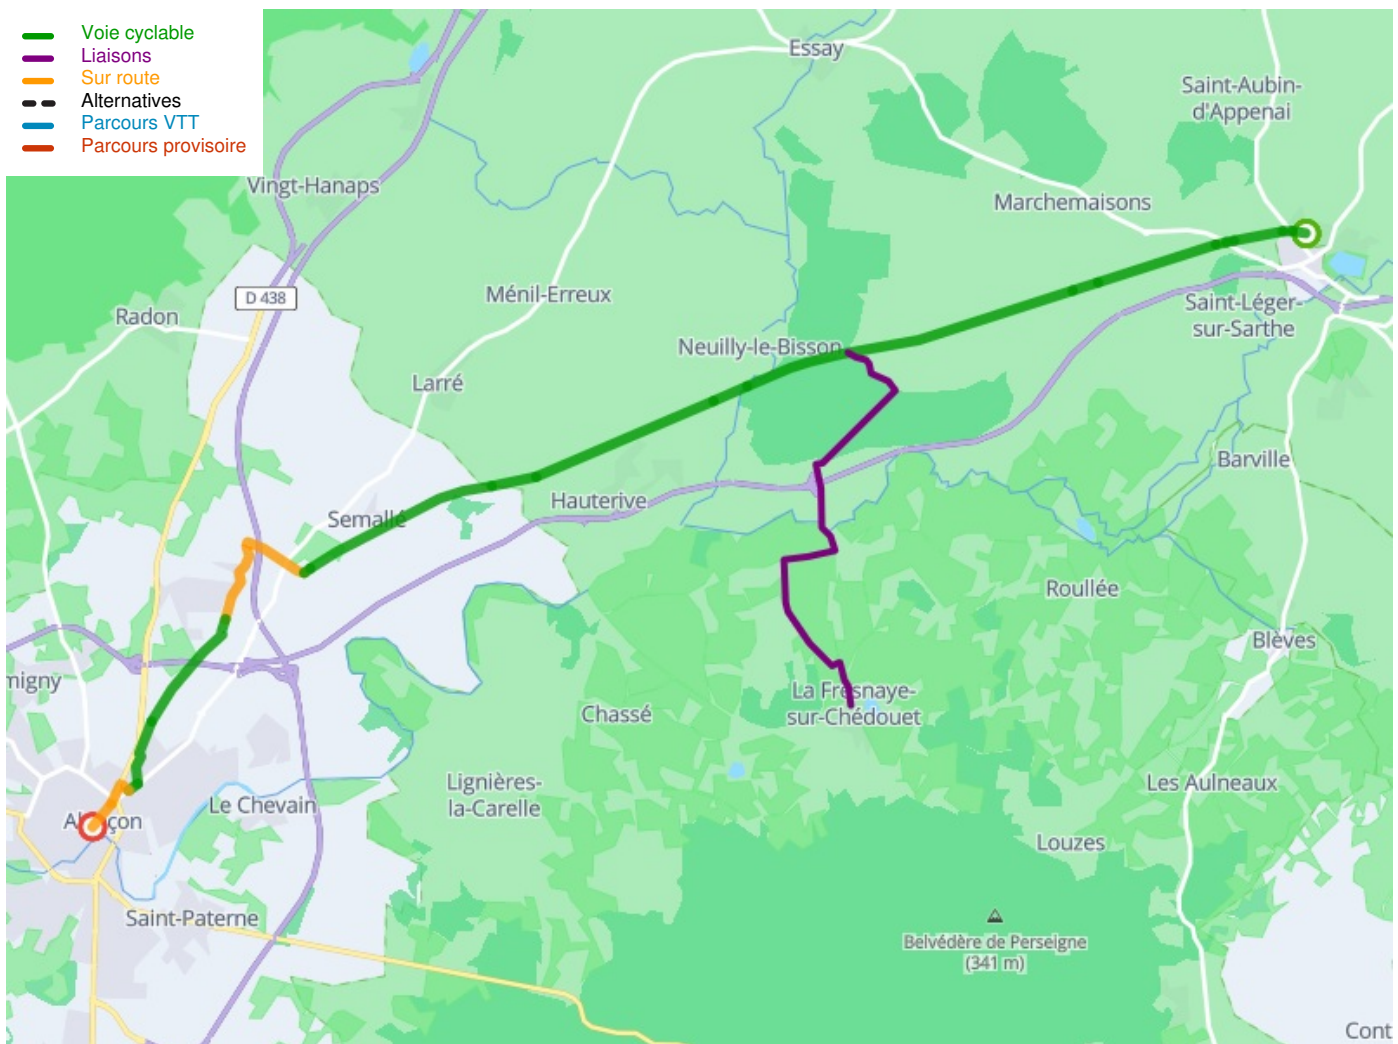 Voie cyclable
Liaisons
Sur route
Alternatives
Parcours VTT
Parcours provisoire
Essay
Saint-Aubin-
d'Appenai
Vingt-Hanaps
Marchemaisons
D 438
Ménil-Erreux
Radon
Saint-Léger-
sur-Sarthe
Neuilly-le-Bisson
Larré
Barville
Hauterive
Semallé
Roullée
Blèves
migny
La Fresnaye-
sur-Chédouet
Chassé
Lignières-
la-Carelle
Les Aulneaux
Le Chevain
Alençon
Louzes
Saint-Paterne
Belvédère de Perseigne
(341 m)
Cont